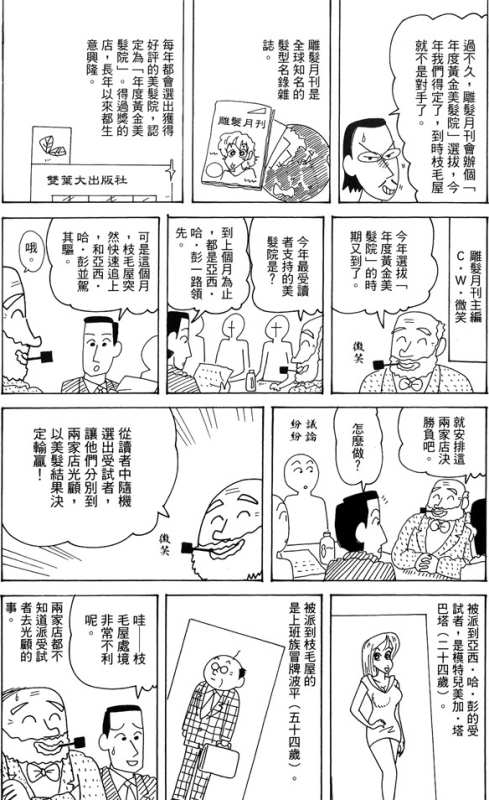 過不久，雕髮月刊會辦個「
年度黃金美髮院」選拔，今
年我們得定了，到時枝毛屋
就不是對手了。
雕髮月刊是
全球知名的
髮型名錄雜
誌。
雕髮月刊
每年都會選出獲得
好評的美髮院，認
定為「年度黃金美
髮院」。得過獎的
店，長年以來都生
意興隆。
雙葉大出版社
雕髮月刊主編
C・W・微笑
今年選拔「
年度黃金美
髮院」的時
期又到了。
微笑
今年最受讀
者支持的美
髮院是？
到上個月為止
，都是亞西・
哈・彭一路領
先。
可是這個月
，枝毛屋突
然快速追上
，和亞西・
哈・彭並駕
其驅。
哦。
就安排這
兩家店決
勝負吧。
怎麼做？
議論
紛紛
從讀者中隨機
選出受試者，
讓他們分別到
兩家店光顧，
以美髮結果決
定輸贏！
微笑
被派到亞西・哈・彭的受
試者，是模特兒美加・塔
巴塔（二十四歲）。
被派到枝毛屋的
是上班族冒牌波平（五十四歲）。
哇——枝
毛屋處境
非常不利
呢。
兩家店都不
知道派受試
者去光顧的
事。